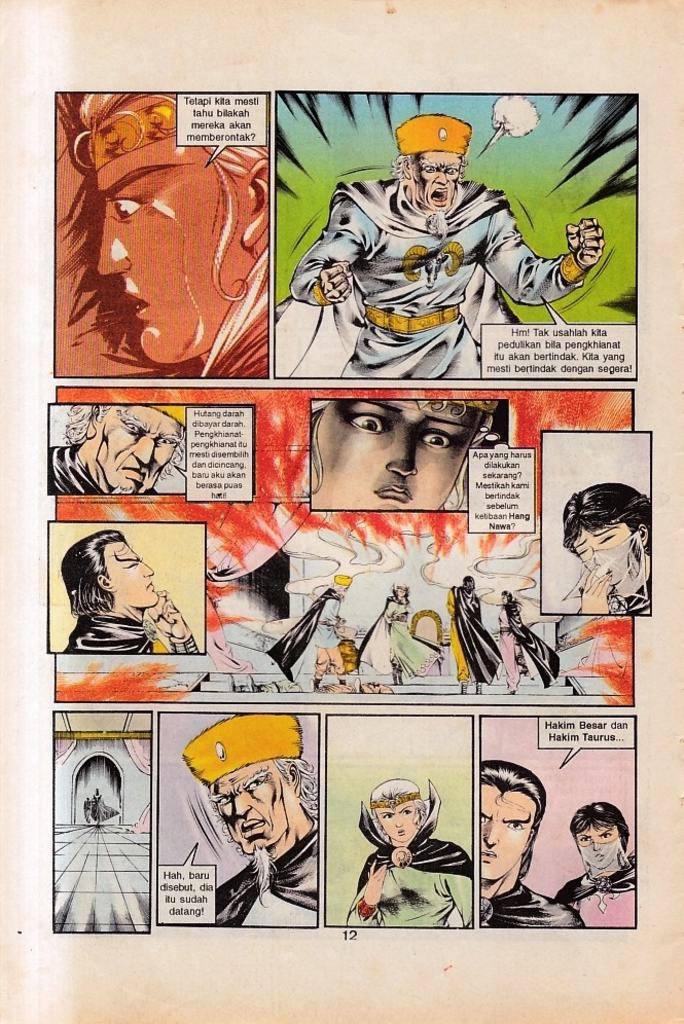 Tetapi kita mesti
tahu bilakah
mereka akan
memberontak?
Hm! Tak usahlah kita
pedulikan bila pengkhianat
itu akan bertindak. Kita yang
mesti bertindak dengan segera!
Hutang darah
dibayar darah.
Pengkhianat-
pengkhianat itu
mesti disembilih
dan dicincang,
baru aku akan
berasa puas
hati!
Apa yang harus
dilakukan
sekarang?
Mestikah kami
bertindak
sebelum
ketibaan Hang
Nawa?
Hah, baru
disebut, dia
itu sudah
datang!
Hakim Besar dan
Hakim Taurus...
12